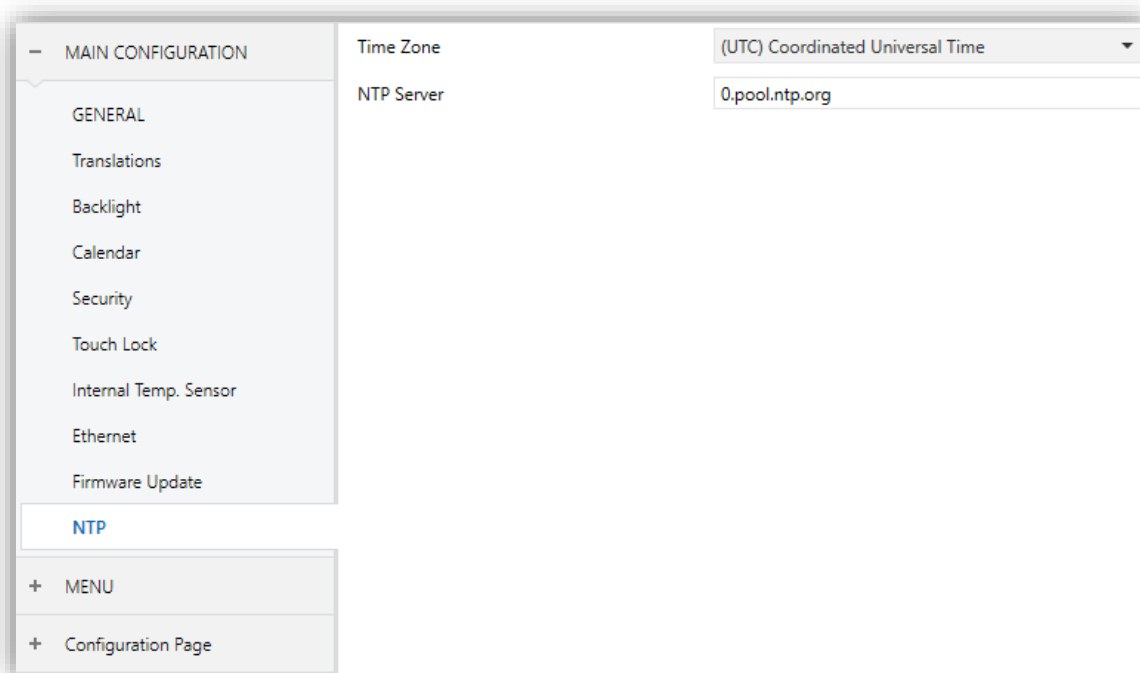 − MAIN CONFIGURATION
GENERAL
Translations
Backlight
Calendar
Security
Touch Lock
Internal Temp. Sensor
Ethernet
Firmware Update
NTP
+ MENU
+ Configuration Page
Time Zone (UTC) Coordinated Universal Time
NTP Server 0.pool.ntp.org